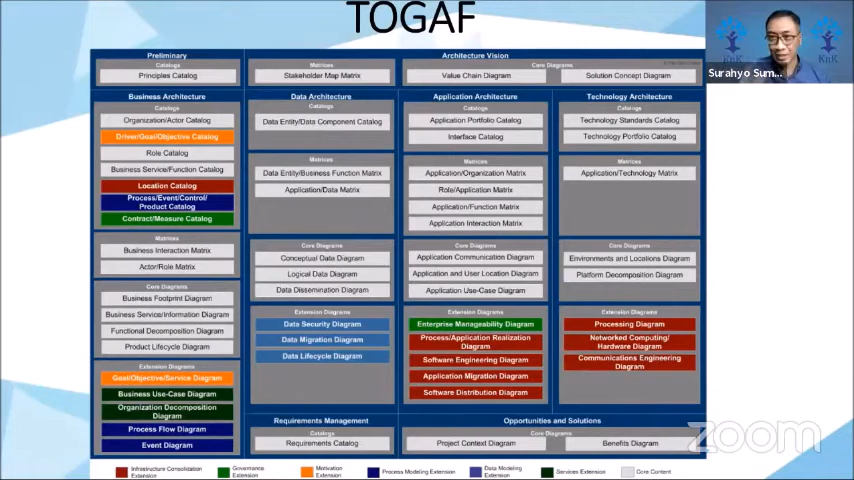 TOGAF
KnK
KnK
Surahyo Sum...
Preliminary
Catalogs
Principles Catalog
Architecture Vision
Matrices
Stakeholder Map Matrix
Core Diagrams
Value Chain Diagram
Solution Concept Diagram
Business Architecture
Catalogs
Organization/Actor Catalog
Driver/Goal/Objective Catalog
Role Catalog
Business Service/Function Catalog
Location Catalog
Process/Event/Control/
Product Catalog
Contract/Measure Catalog
Matrices
Business Interaction Matrix
Actor/Role Matrix
Core Diagrams
Business Footprint Diagram
Business Service/Information Diagram
Functional Decomposition Diagram
Product Lifecycle Diagram
Extension Diagrams
Goal/Objective/Service Diagram
Business Use-Case Diagram
Organization Decomposition
Diagram
Process Flow Diagram
Event Diagram
Data Architecture
Catalogs
Data Entity/Data Component Catalog
Matrices
Data Entity/Business Function Matrix
Application/Data Matrix
Core Diagrams
Conceptual Data Diagram
Logical Data Diagram
Data Dissemination Diagram
Extension Diagrams
Data Security Diagram
Data Migration Diagram
Data Lifecycle Diagram
Application Architecture
Catalogs
Application Portfolio Catalog
Interface Catalog
Matrices
Application/Organization Matrix
Role/Application Matrix
Application/Function Matrix
Application Interaction Matrix
Core Diagrams
Application Communication Diagram
Application and User Location Diagram
Application Use-Case Diagram
Extension Diagrams
Enterprise Manageability Diagram
Process/Application Realization
Diagram
Software Engineering Diagram
Application Migration Diagram
Software Distribution Diagram
Technology Architecture
Catalogs
Technology Standards Catalog
Technology Portfolio Catalog
Matrices
Application/Technology Matrix
Core Diagrams
Environments and Locations Diagram
Platform Decomposition Diagram
Extension Diagrams
Processing Diagram
Networked Computing/
Hardware Diagram
Communications Engineering
Diagram
Requirements Management
Catalogs
Requirements Catalog
Opportunities and Solutions
Core Diagrams
Project Context Diagram
Benefits Diagram
zoom
Infrastructure Consolidation
Extension
Governance
Extension
Motivation
Extension
Process Modeling Extension
Data Modeling
Extension
Services Extension
Core Content